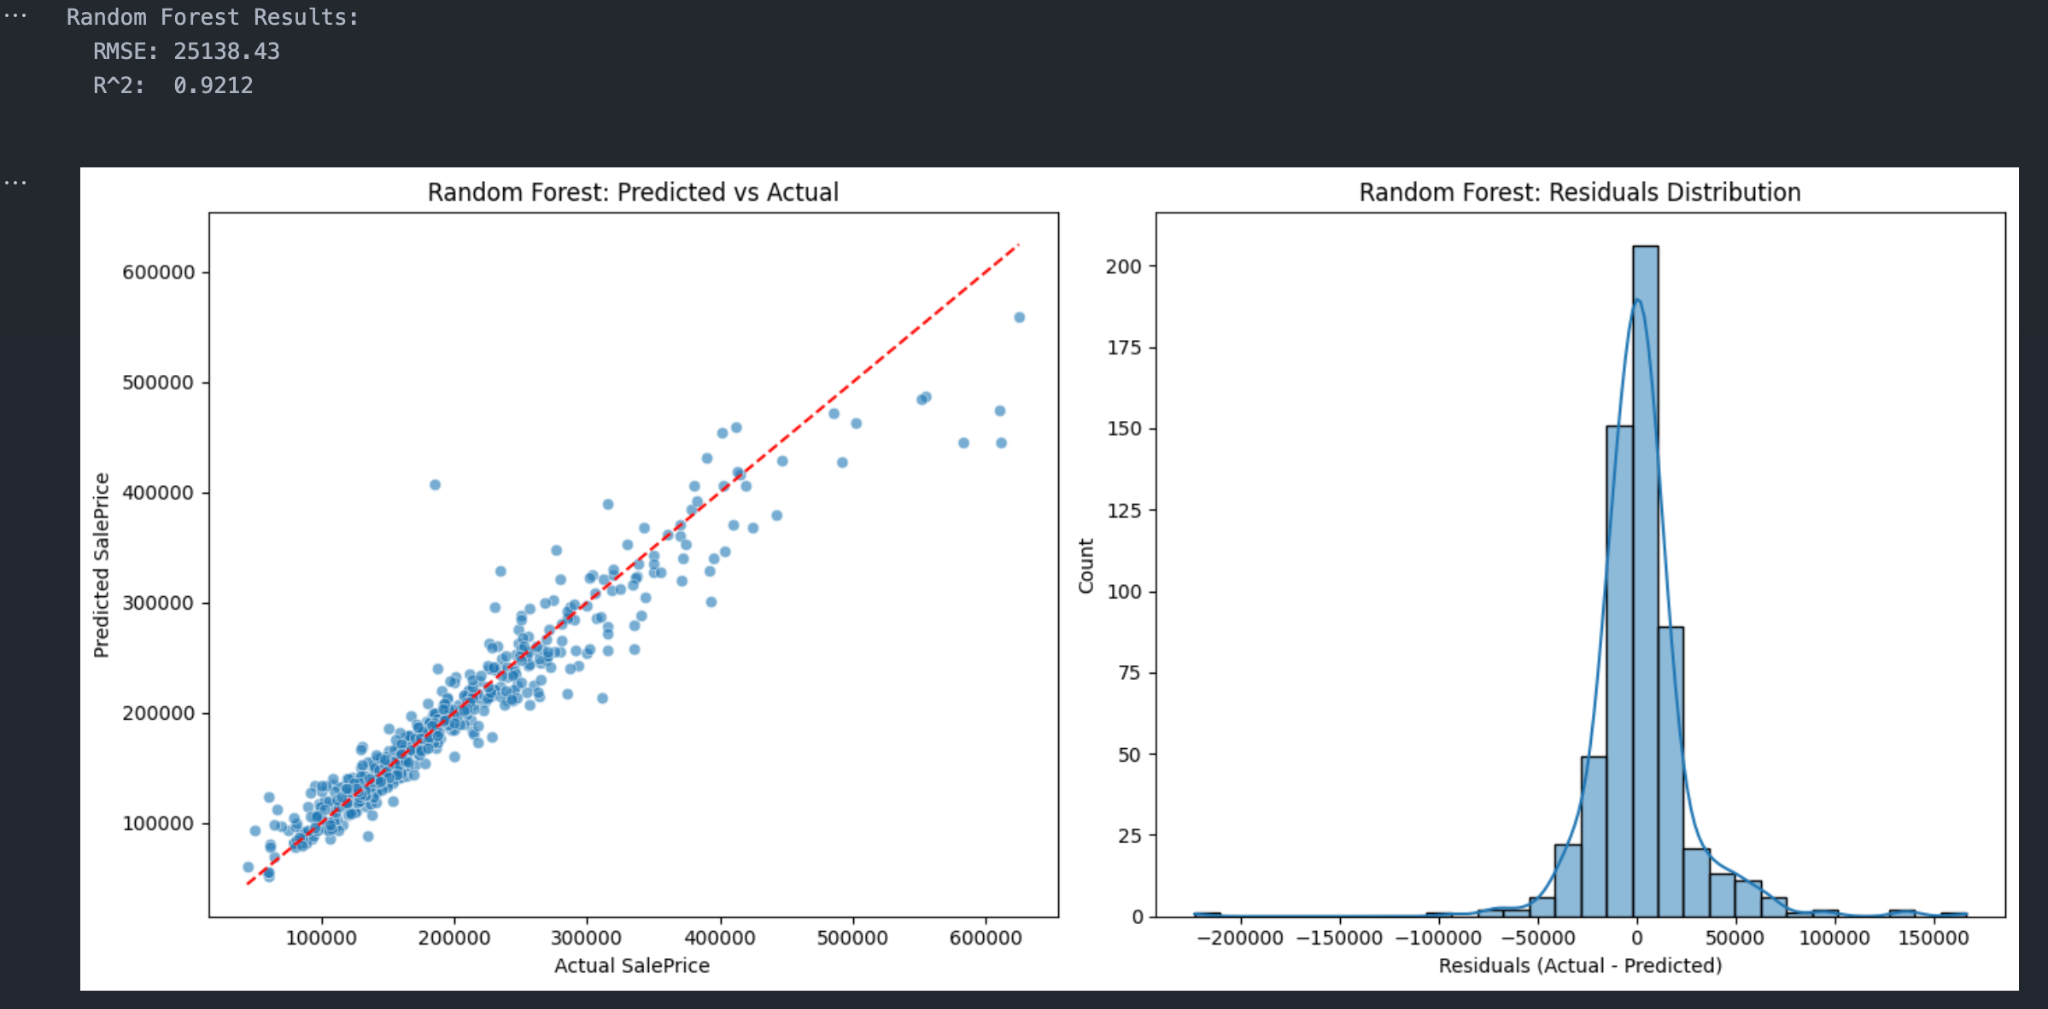 ... Random Forest Results:
RMSE: 25138.43
R^2: 0.9212
...
Random Forest: Predicted vs Actual
Predicted SalePrice
600000
500000
400000
300000
200000
100000
100000 200000 300000 400000 500000 600000
Actual SalePrice
Random Forest: Residuals Distribution
Count
200
175
150
125
100
75
50
25
0
−200000 −150000 −100000 −50000 0 50000 100000 150000
Residuals (Actual - Predicted)